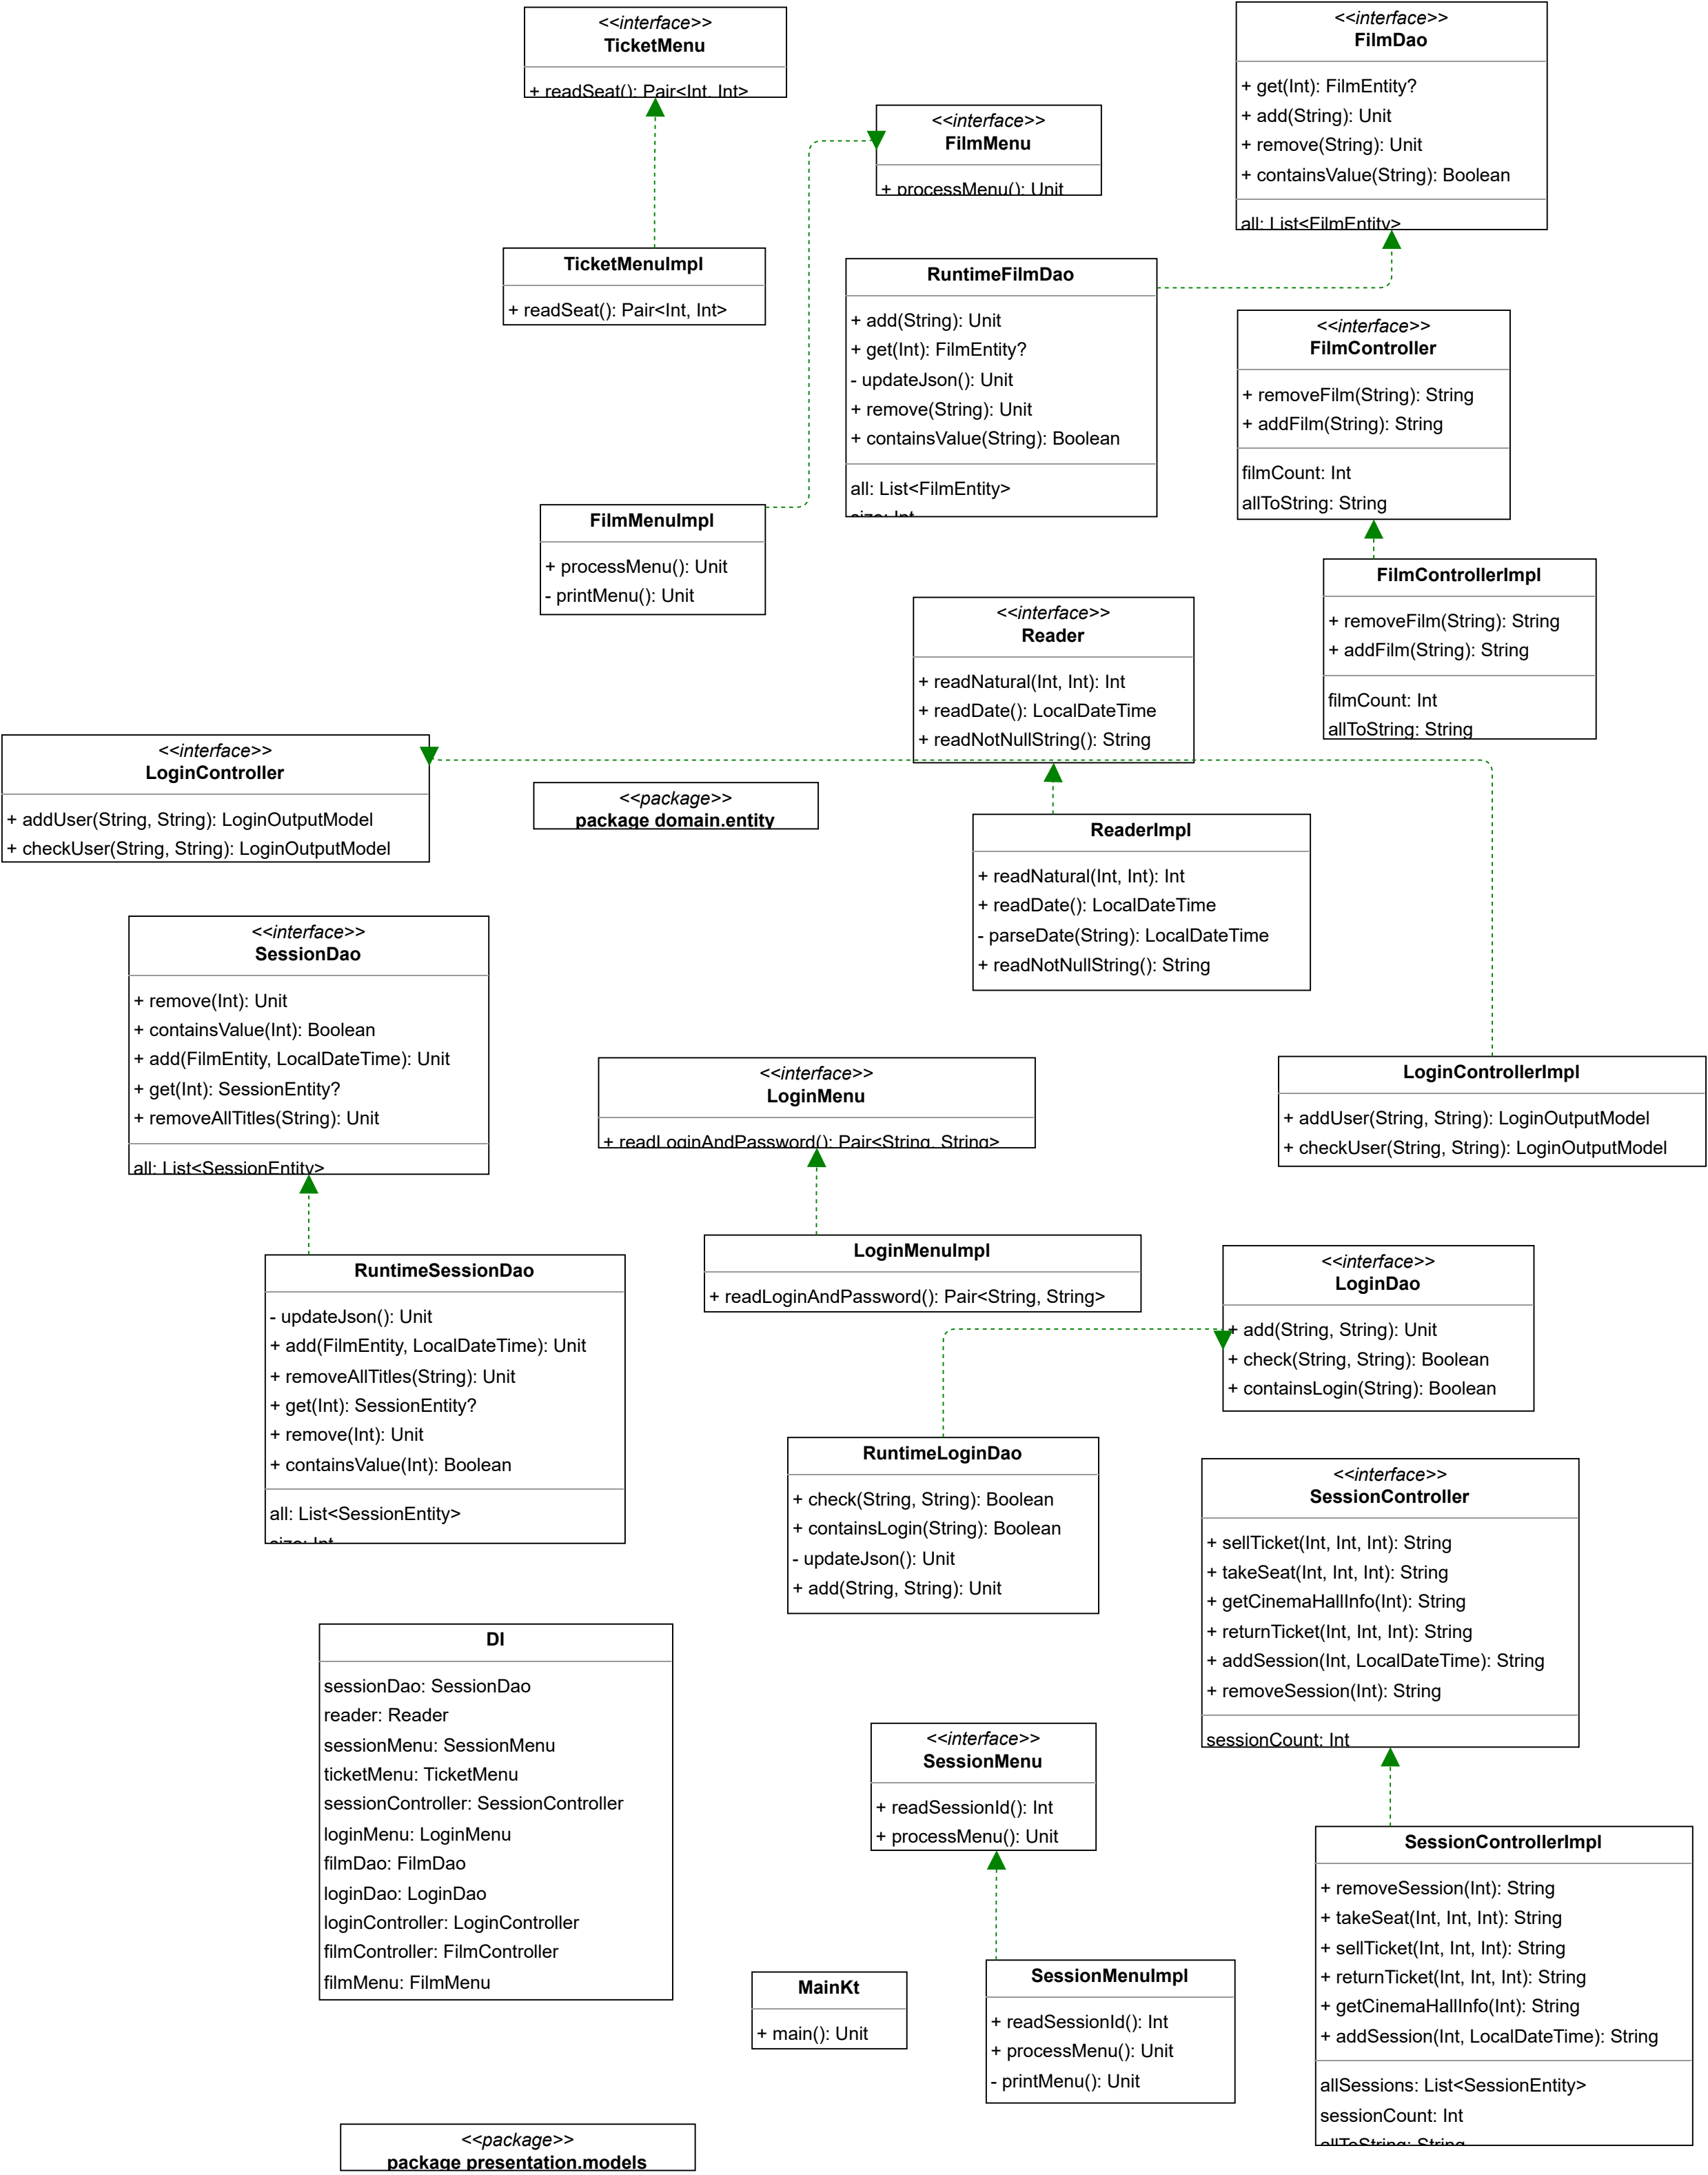 <<interface>>
TicketMenu
+ readSeat(): Pair<Int, Int>
<<interface>>
FilmDao
+ get(Int): FilmEntity?
+ add(String): Unit
+ remove(String): Unit
+ containsValue(String): Boolean
all: List<FilmEntity>
<<interface>>
FilmMenu
+ processMenu(): Unit
TicketMenuImpl
+ readSeat(): Pair<Int, Int>
RuntimeFilmDao
+ add(String): Unit
+ get(Int): FilmEntity?
- updateJson(): Unit
+ remove(String): Unit
+ containsValue(String): Boolean
all: List<FilmEntity>
size: Int
<<interface>>
FilmController
+ removeFilm(String): String
+ addFilm(String): String
filmCount: Int
allToString: String
FilmMenuImpl
+ processMenu(): Unit
- printMenu(): Unit
FilmControllerImpl
+ removeFilm(String): String
+ addFilm(String): String
filmCount: Int
allToString: String
<<interface>>
Reader
+ readNatural(Int, Int): Int
+ readDate(): LocalDateTime
+ readNotNullString(): String
<<interface>>
LoginController
+ addUser(String, String): LoginOutputModel
+ checkUser(String, String): LoginOutputModel
<<package>>
package domain.entity
ReaderImpl
+ readNatural(Int, Int): Int
+ readDate(): LocalDateTime
- parseDate(String): LocalDateTime
+ readNotNullString(): String
<<interface>>
SessionDao
+ remove(Int): Unit
+ containsValue(Int): Boolean
+ add(FilmEntity, LocalDateTime): Unit
+ get(Int): SessionEntity?
+ removeAllTitles(String): Unit
all: List<SessionEntity>
<<interface>>
LoginMenu
+ readLoginAndPassword(): Pair<String, String>
LoginControllerImpl
+ addUser(String, String): LoginOutputModel
+ checkUser(String, String): LoginOutputModel
LoginMenuImpl
+ readLoginAndPassword(): Pair<String, String>
<<interface>>
LoginDao
+ add(String, String): Unit
+ check(String, String): Boolean
+ containsLogin(String): Boolean
RuntimeSessionDao
- updateJson(): Unit
+ add(FilmEntity, LocalDateTime): Unit
+ removeAllTitles(String): Unit
+ get(Int): SessionEntity?
+ remove(Int): Unit
+ containsValue(Int): Boolean
all: List<SessionEntity>
size: Int
RuntimeLoginDao
+ check(String, String): Boolean
+ containsLogin(String): Boolean
- updateJson(): Unit
+ add(String, String): Unit
<<interface>>
SessionController
+ sellTicket(Int, Int, Int): String
+ takeSeat(Int, Int, Int): String
+ getCinemaHallInfo(Int): String
+ returnTicket(Int, Int, Int): String
+ addSession(Int, LocalDateTime): String
+ removeSession(Int): String
sessionCount: Int
DI
sessionDao: SessionDao
reader: Reader
sessionMenu: SessionMenu
ticketMenu: TicketMenu
sessionController: SessionController
loginMenu: LoginMenu
filmDao: FilmDao
loginDao: LoginDao
loginController: LoginController
filmController: FilmController
filmMenu: FilmMenu
<<interface>>
SessionMenu
+ readSessionId(): Int
+ processMenu(): Unit
SessionControllerImpl
+ removeSession(Int): String
+ takeSeat(Int, Int, Int): String
+ sellTicket(Int, Int, Int): String
+ returnTicket(Int, Int, Int): String
+ getCinemaHallInfo(Int): String
+ addSession(Int, LocalDateTime): String
allSessions: List<SessionEntity>
sessionCount: Int
allToString: String
MainKt
+ main(): Unit
SessionMenuImpl
+ readSessionId(): Int
+ processMenu(): Unit
- printMenu(): Unit
<<package>>
package presentation.models